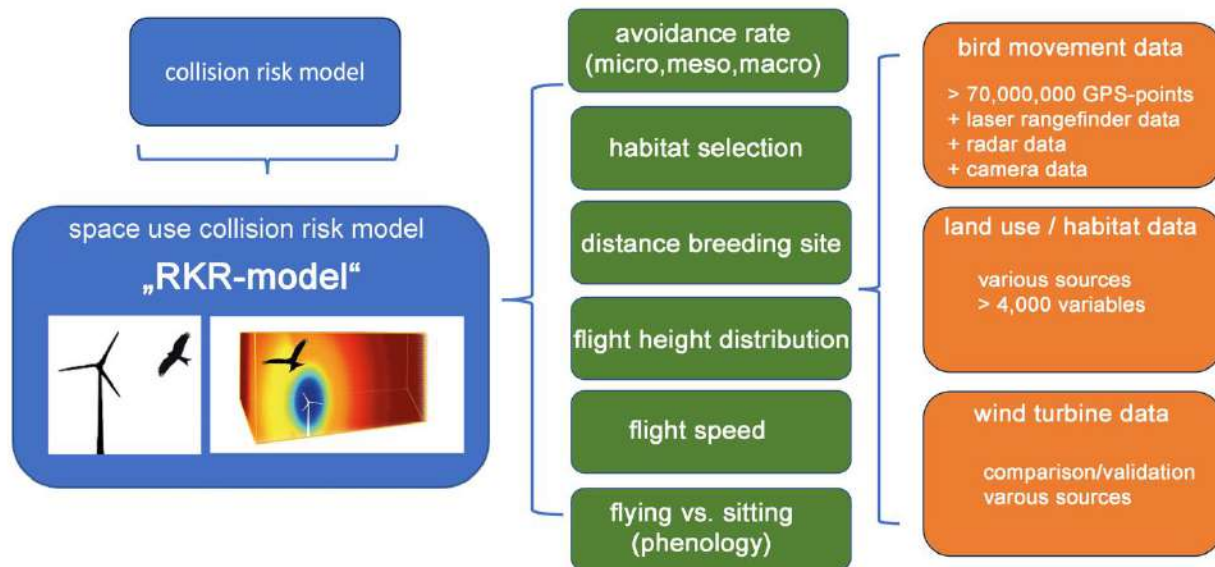 collision risk model
space use collision risk model
„RKR-model“
avoidance rate
(micro,meso,macro)
habitat selection
distance breeding site
flight height distribution
flight speed
flying vs. sitting
(phenology)
bird movement data
> 70,000,000 GPS-points
+ laser rangefinder data
+ radar data
+ camera data
land use / habitat data
various sources
> 4,000 variables
wind turbine data
comparison/validation
varous sources